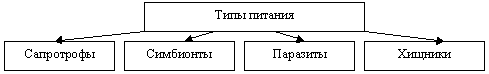 Типы питания
Сапротрофы
Симбионты
Паразиты
Хищники